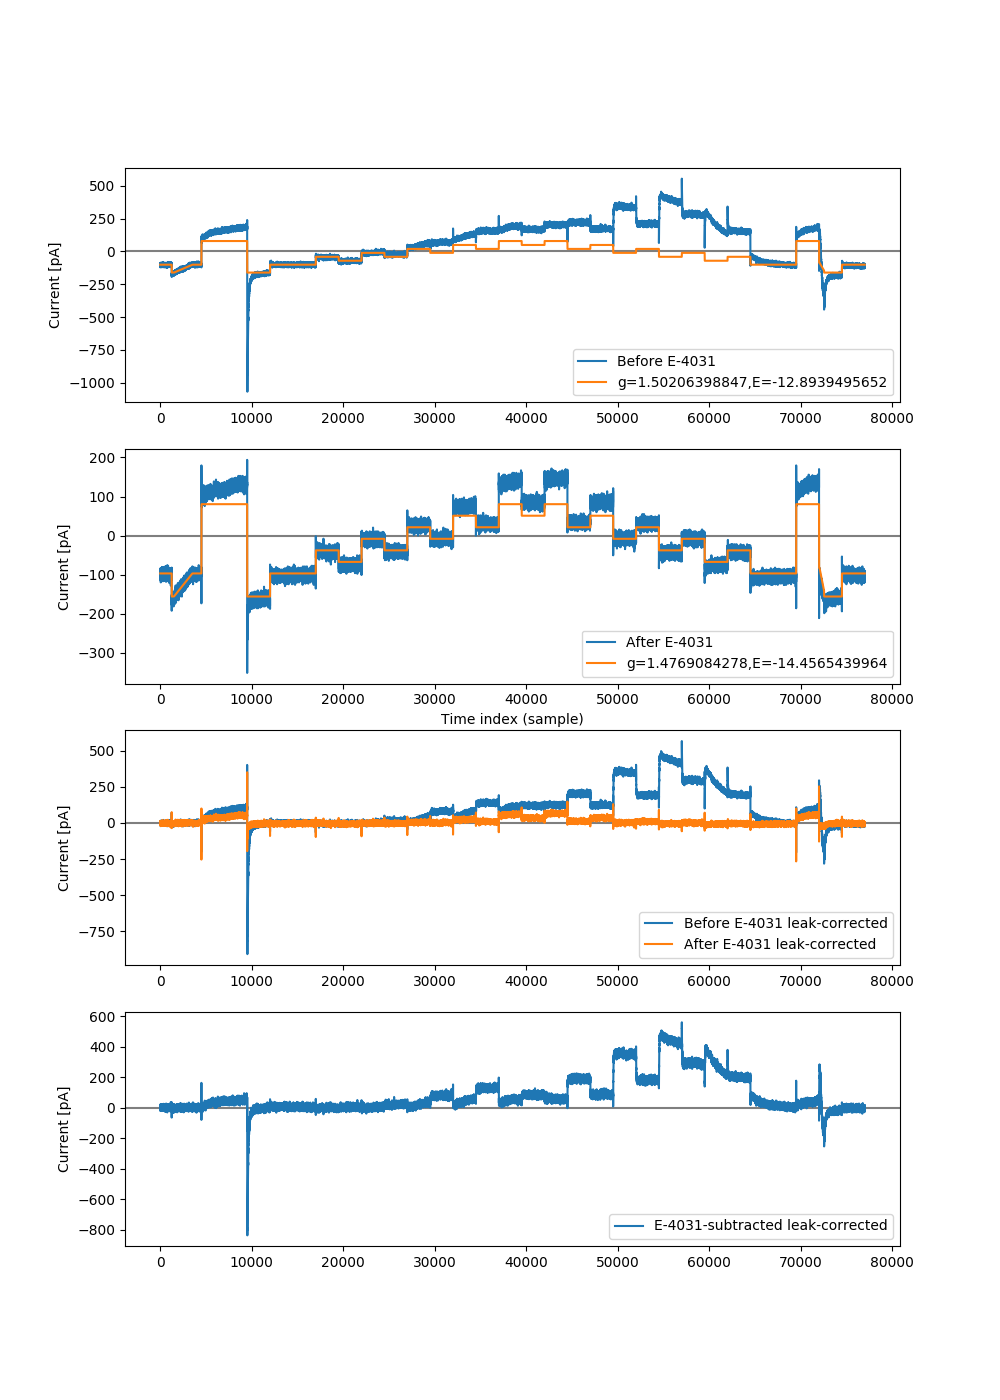 500
250
0
−250
−500
−750
−1000
Current [pA]
Before E-4031
g=1.50206398847,E=-12.8939495652
0 10000 20000 30000 40000 50000 60000 70000 80000
200
100
0
−100
−200
−300
Current [pA]
After E-4031
g=1.4769084278,E=-14.4565439964
0 10000 20000 30000 40000 50000 60000 70000 80000
Time index (sample)
500
250
0
−250
−500
−750
Current [pA]
Before E-4031 leak-corrected
After E-4031 leak-corrected
0 10000 20000 30000 40000 50000 60000 70000 80000
600
400
200
0
−200
−400
−600
−800
Current [pA]
E-4031-subtracted leak-corrected
0 10000 20000 30000 40000 50000 60000 70000 80000